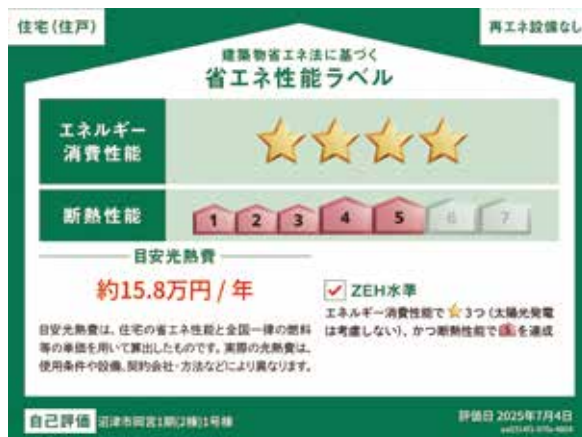 住宅(住戸)
再エネ設備なし
建築物省エネ法に基づく
省エネ性能ラベル
エネルギー
消費性能
断熱性能
1 2 3 4 5 6 7
目安光熱費
約15.8万円 / 年
目安光熱費は、住宅の省エネ性能と全国一律の燃料
等の単価を用いて算出したものです。実際の光熱費は、
使用条件や設備、契約会社・方法などにより異なります。
ZEH水準
エネルギー消費性能で 3つ(太陽光発電
は考慮しない)、かつ断熱性能で 5 を達成
自己評価 沼津市岡宮1期(2棟)1号棟
評価日 2025年7月4日